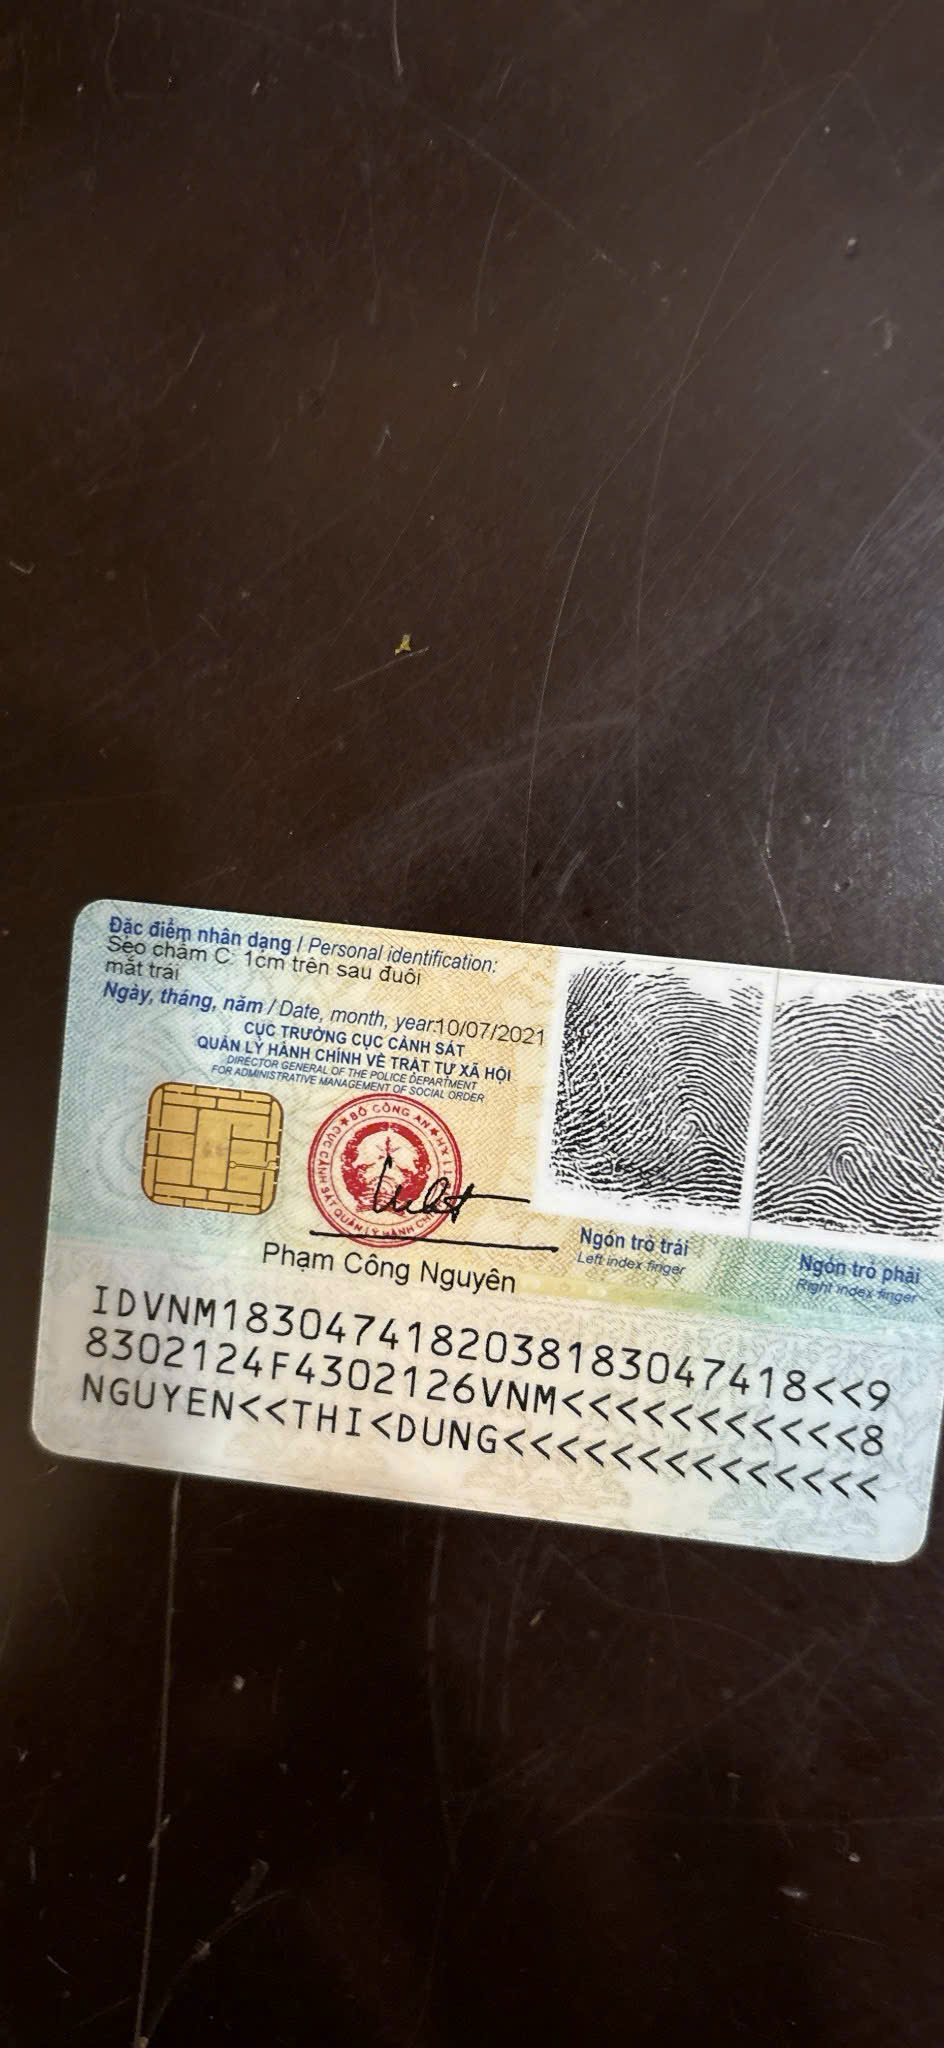 Đặc điểm nhân dạng / Personal identification:
Sẹo chấm C. 1cm trên sau đuôi
mắt trái
Ngày, tháng, năm / Date, month, year:10/07/2021
CỤC TRƯỞNG CỤC CẢNH SÁT
QUẢN LÝ HÀNH CHÍNH VỀ TRẬT TỰ XÃ HỘI
DIRECTOR GENERAL OF THE POLICE DEPARTMENT
FOR ADMINISTRATIVE MANAGEMENT OF SOCIAL ORDER
BỘ CÔNG AN
CỤC CẢNH SÁT QUẢN LÝ HÀNH CHÍNH
Phạm Công Nguyên
Ngón trỏ trái
Left index finger
Ngón trỏ phải
Right index finger
IDVNM1830474182038183047418<<9
8302124F4302126VNM<<<<<<<<<<<8
NGUYEN<<THI<DUNG<<<<<<<<<<<<<<